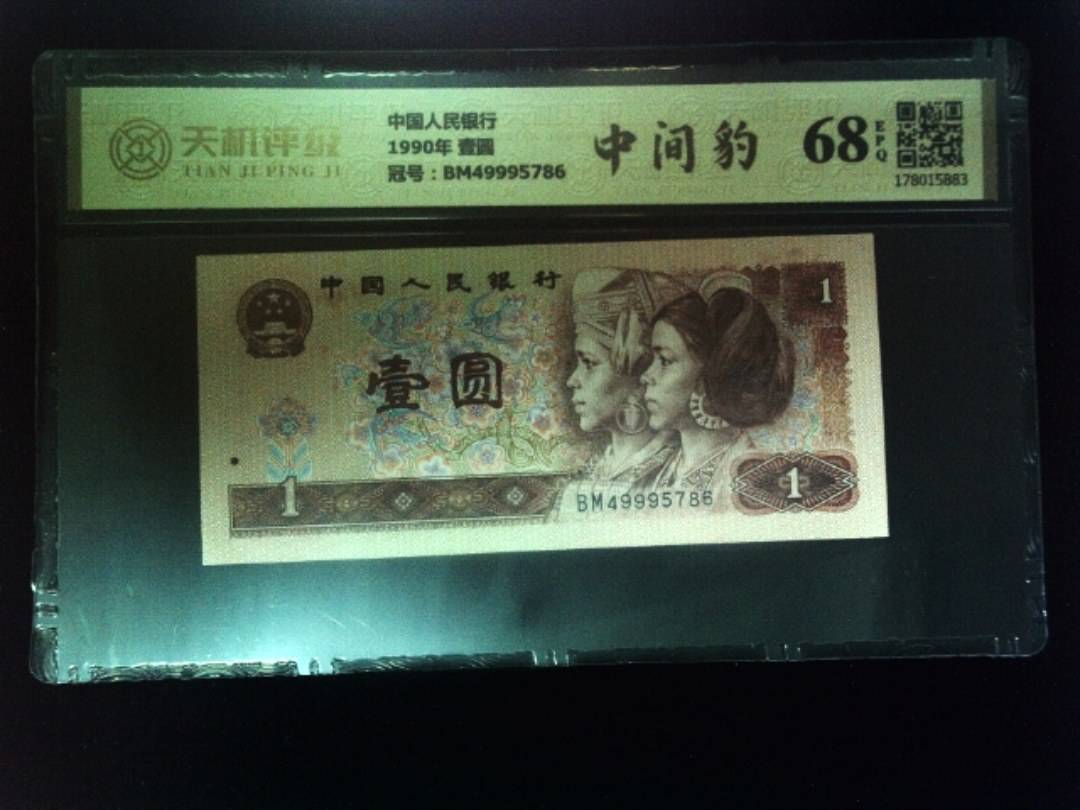 天机评级
TIAN JI PING JI
中国人民银行
1990年 壹圆
冠号：BM49995786
中间豹
68
EPQ
178015883
中国人民银行
1
壹圆
1
BM49995786
1